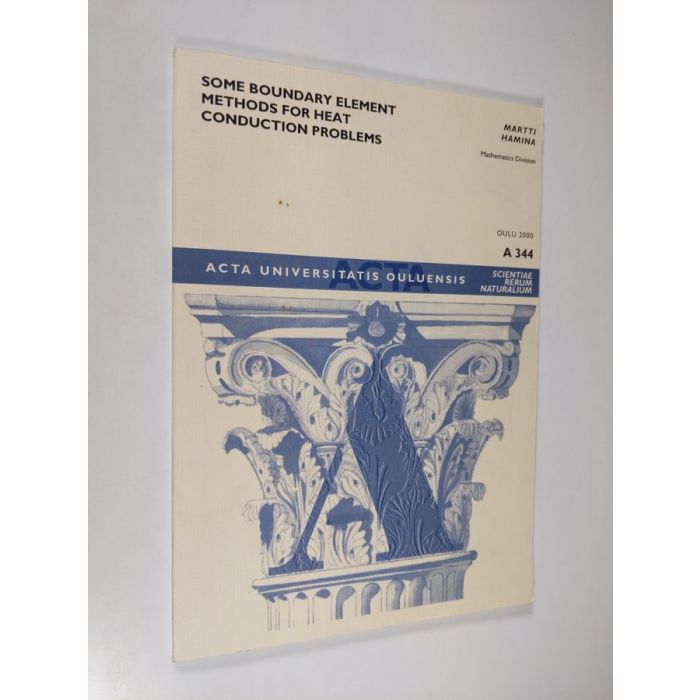 SOME BOUNDARY ELEMENT
METHODS FOR HEAT
CONDUCTION PROBLEMS
MARTTI
HAMINA
Mathematics Division
OULU 2000
A 344
ACTA
ACTA UNIVERSITATIS OULUENSIS
SCIENTIAE
RERUM
NATURALIUM
A